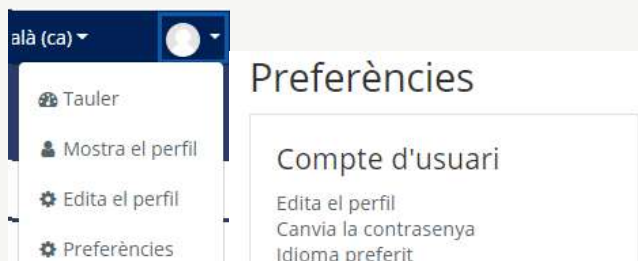 alà (ca)
Tauler
Mostra el perfil
Edita el perfil
Preferències
Preferències
Compte d'usuari
Edita el perfil
Canvia la contrasenya
Idioma preferit